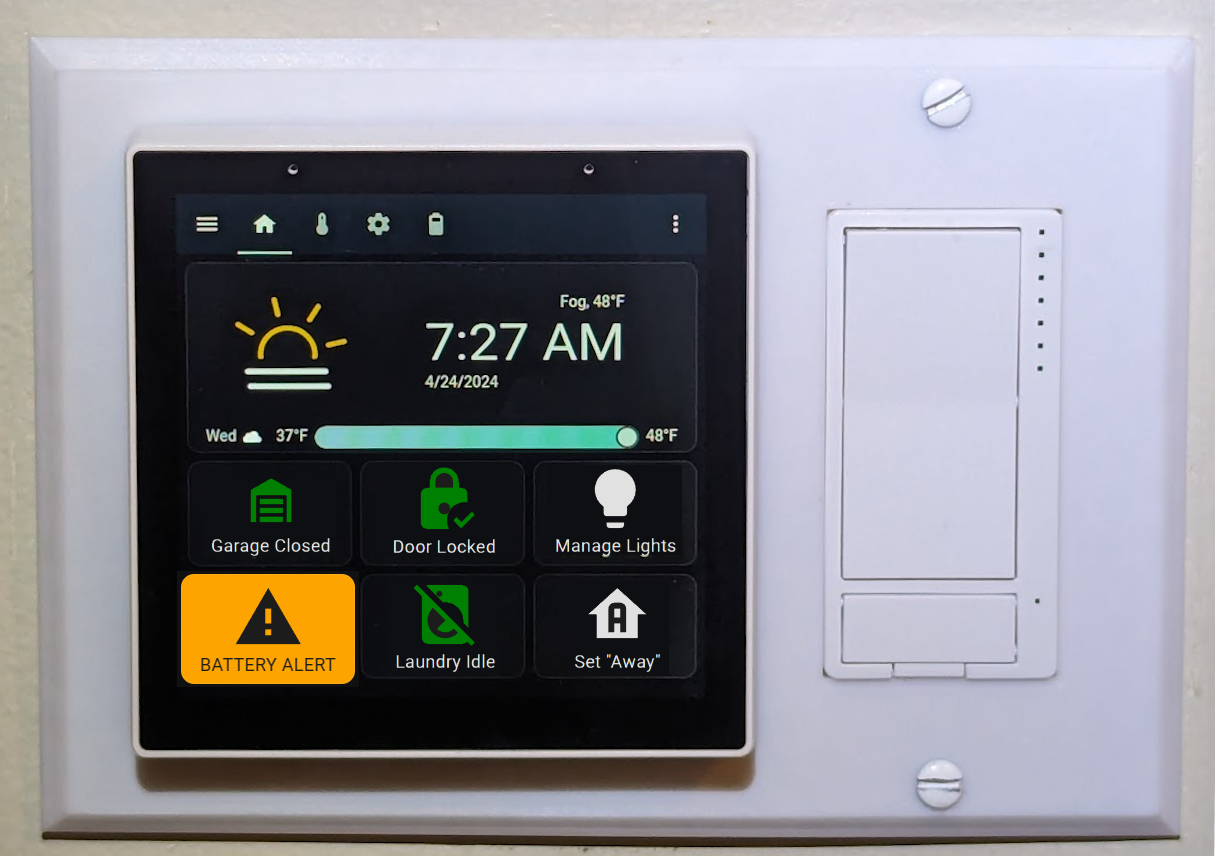 Fog, 48°F
7:27 AM
4/24/2024
Wed 37°F 48°F
Garage Closed Door Locked Manage Lights
BATTERY ALERT Laundry Idle Set "Away"